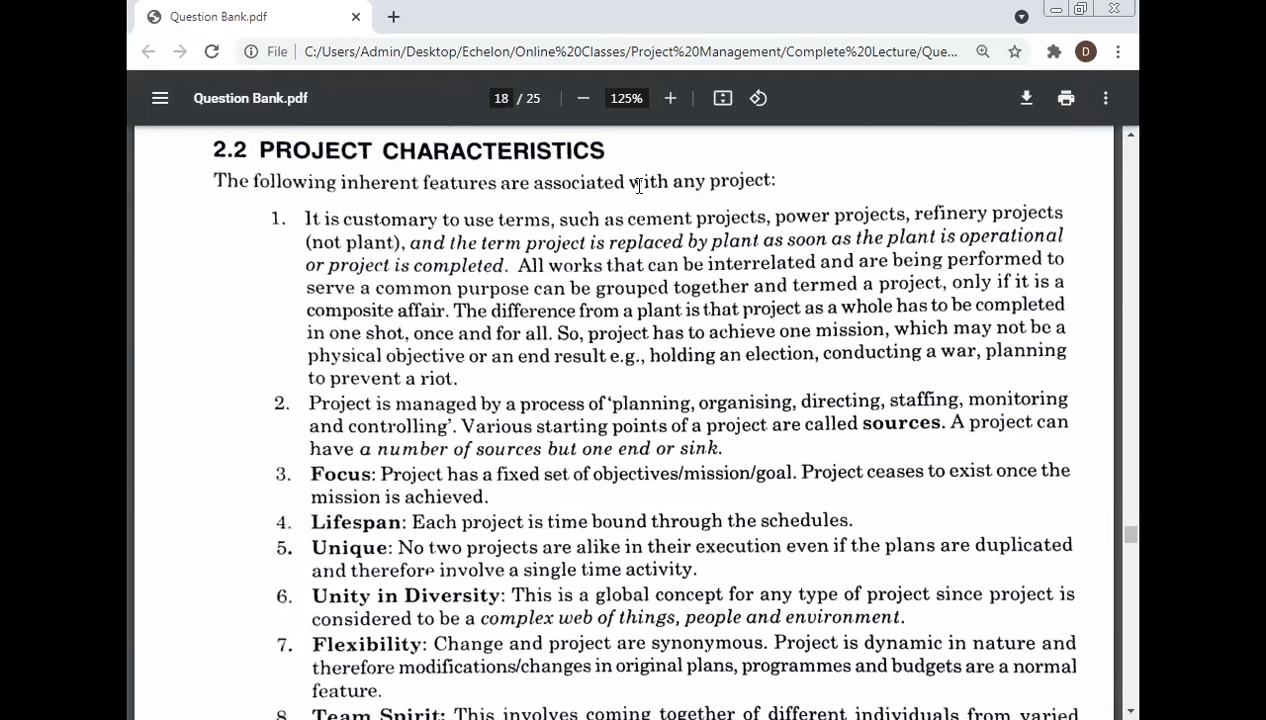 Question Bank.pdf
File C:/Users/Admin/Desktop/Echelon/Online%20Classes/Project%20Management/Complete%20Lecture/Que...
D
Question Bank.pdf 18 / 25 125%
2.2 PROJECT CHARACTERISTICS
The following inherent features are associated with any project:
1. It is customary to use terms, such as cement projects, power projects, refinery projects
(not plant), and the term project is replaced by plant as soon as the plant is operational
or project is completed. All works that can be interrelated and are being performed to
serve a common purpose can be grouped together and termed a project, only if it is a
composite affair. The difference from a plant is that project as a whole has to be completed
in one shot, once and for all. So, project has to achieve one mission, which may not be a
physical objective or an end result e.g., holding an election, conducting a war, planning
to prevent a riot.
2. Project is managed by a process of 'planning, organising, directing, staffing, monitoring
and controlling'. Various starting points of a project are called sources. A project can
have a number of sources but one end or sink.
3. Focus: Project has a fixed set of objectives/mission/goal. Project ceases to exist once the
mission is achieved.
4. Lifespan: Each project is time bound through the schedules.
5. Unique: No two projects are alike in their execution even if the plans are duplicated
and therefore involve a single time activity.
6. Unity in Diversity: This is a global concept for any type of project since project is
considered to be a complex web of things, people and environment.
7. Flexibility: Change and project are synonymous. Project is dynamic in nature and
therefore modifications/changes in original plans, programmes and budgets are a normal
feature.
8. Team Spirit: This involves coming together of different individuals from varied